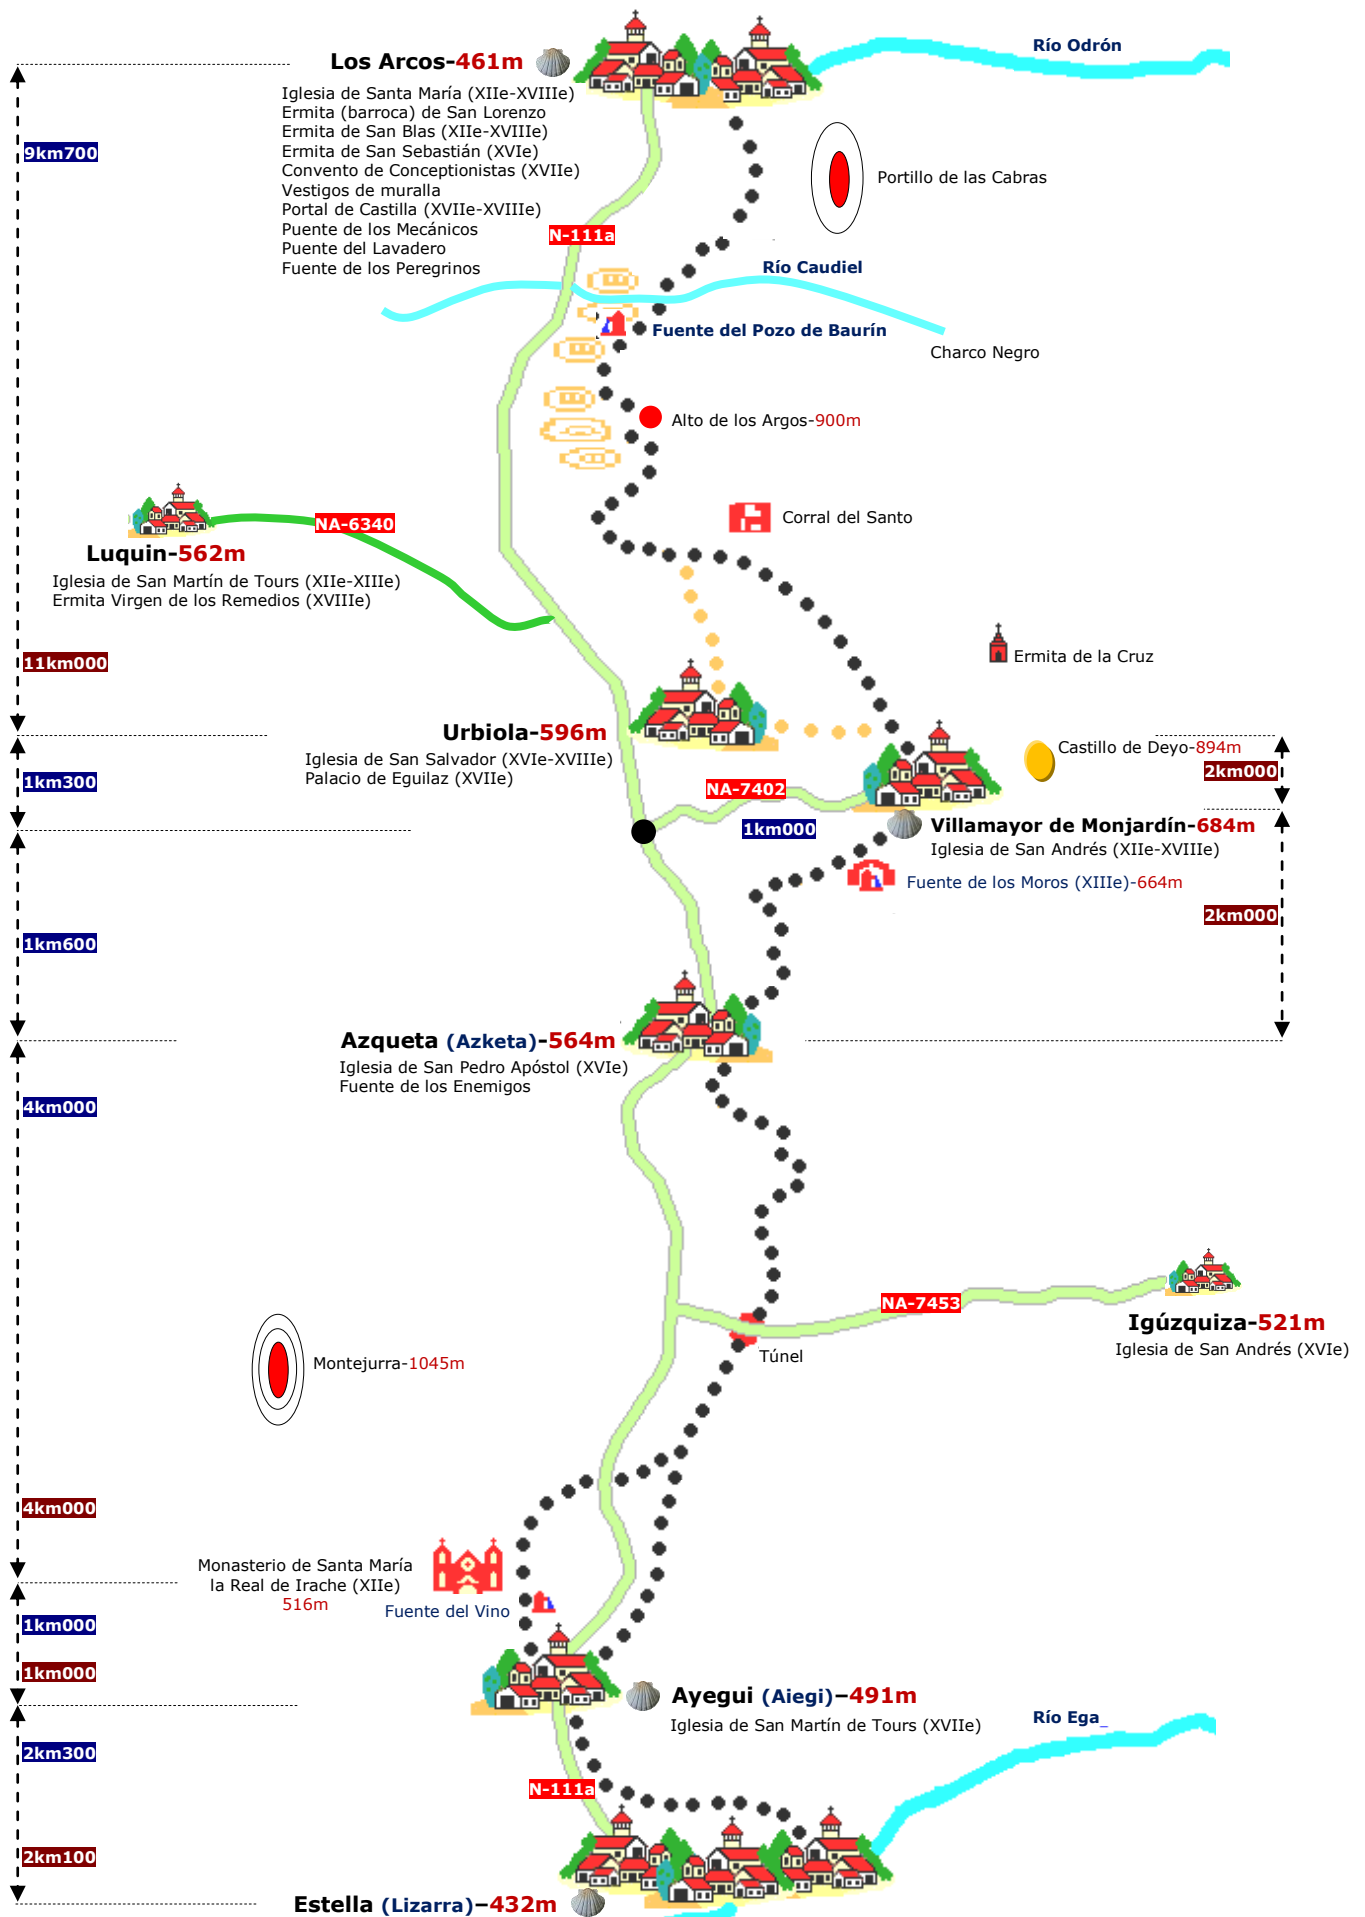 Río Odrón
Los Arcos-461m
Iglesia de Santa María (XIIe-XVIIIe)
Ermita (barroca) de San Lorenzo
Ermita de San Blas (XIIe-XVIIIe)
Ermita de San Sebastián (XVIe)
Convento de Conceptionistas (XVIIe)
Vestigos de muralla
Portal de Castilla (XVIIe-XVIIIe)
Puente de los Mecánicos
Puente del Lavadero
Fuente de los Peregrinos
9km700
Portillo de las Cabras
N-111a
Río Caudiel
Fuente del Pozo de Baurín
Charco Negro
Alto de los Argos-900m
Corral del Santo
NA-6340
Luquin-562m
Iglesia de San Martín de Tours (XIIe-XIIIe)
Ermita Virgen de los Remedios (XVIIIe)
Ermita de la Cruz
11km000
Urbiola-596m
Iglesia de San Salvador (XVIe-XVIIIe)
Palacio de Eguilaz (XVIIe)
Castillo de Deyo-894m
2km000
1km300
NA-7402
1km000
Villamayor de Monjardín-684m
Iglesia de San Andrés (XIIe-XVIIIe)
Fuente de los Moros (XIIIe)-664m
2km000
1km600
Azqueta (Azketa)-564m
Iglesia de San Pedro Apóstol (XVIe)
Fuente de los Enemigos
4km000
NA-7453
Igúzquiza-521m
Iglesia de San Andrés (XVIe)
Túnel
Montejurra-1045m
4km000
Monasterio de Santa María
la Real de Irache (XIIe)
516m
Fuente del Vino
1km000
1km000
Ayegui (Aiegi)–491m
Iglesia de San Martín de Tours (XVIIe)
Río Ega_
2km300
N-111a
2km100
Estella (Lizarra)–432m